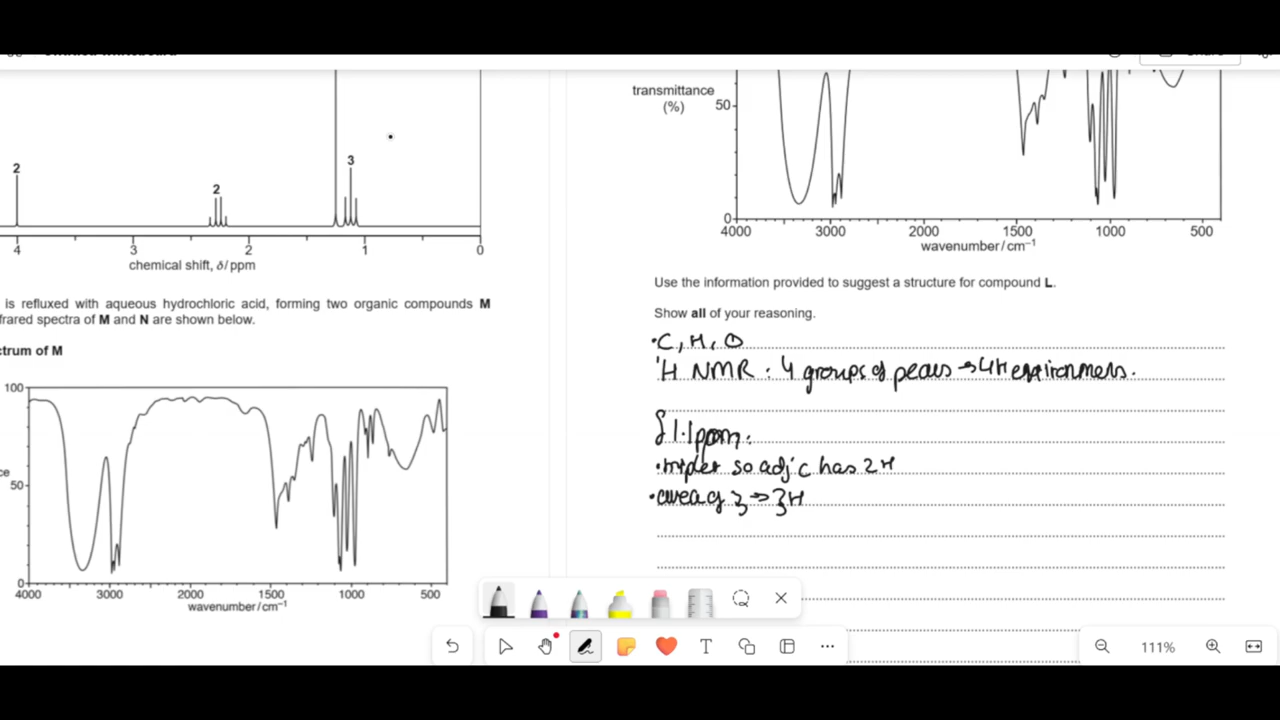 transmittance
(%)
50
0
4000
3000
2000
1500
1000
500
wavenumber/cm⁻¹
2
2
3
4
3
2
1
0
chemical shift, δ/ppm
is refluxed with aqueous hydrochloric acid, forming two organic compounds M
frared spectra of M and N are shown below.
ctrum of M
100
50
0
4000
3000
2000
1500
1000
500
wavenumber/cm⁻¹
Use the information provided to suggest a structure for compound L.
Show all of your reasoning.
•C, H, O
'H NMR: 4 groups of peaks → 4H environments.
δ 1.1ppm:
•triplet so adj c has 2H
•area of 3 → 3H
111%